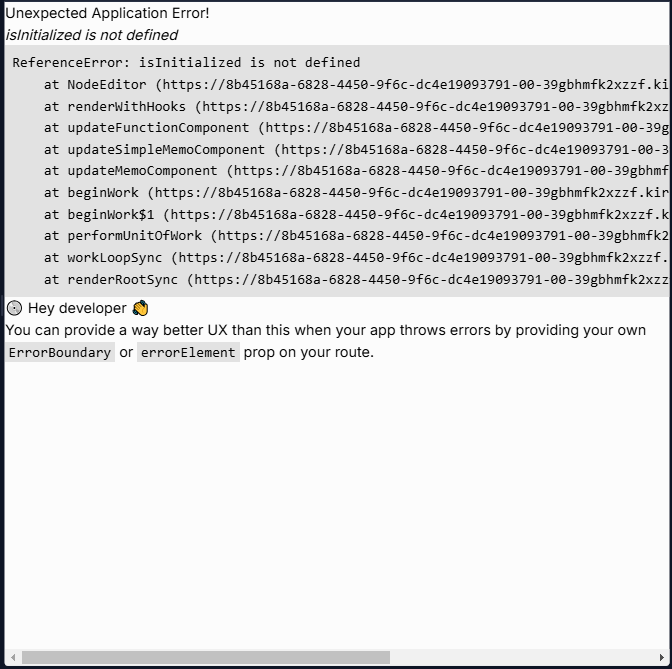 Unexpected Application Error!
isInitialized is not defined
ReferenceError: isInitialized is not defined
at NodeEditor (https://8b45168a-6828-4450-9f6c-dc4e19093791-00-39gbhmfk2xzzf.ki
at renderWithHooks (https://8b45168a-6828-4450-9f6c-dc4e19093791-00-39gbhmfk2xz
at updateFunctionComponent (https://8b45168a-6828-4450-9f6c-dc4e19093791-00-39g
at updateSimpleMemoComponent (https://8b45168a-6828-4450-9f6c-dc4e19093791-00-3
at updateMemoComponent (https://8b45168a-6828-4450-9f6c-dc4e19093791-00-39gbhmf
at beginWork (https://8b45168a-6828-4450-9f6c-dc4e19093791-00-39gbhmfk2xzzf.kir
at beginWork$1 (https://8b45168a-6828-4450-9f6c-dc4e19093791-00-39gbhmfk2xzzf.k
at performUnitOfWork (https://8b45168a-6828-4450-9f6c-dc4e19093791-00-39gbhmfk2
at workLoopSync (https://8b45168a-6828-4450-9f6c-dc4e19093791-00-39gbhmfk2xzzf.
at renderRootSync (https://8b45168a-6828-4450-9f6c-dc4e19093791-00-39gbhmfk2xzz
💿 Hey developer 👋
You can provide a way better UX than this when your app throws errors by providing your own
ErrorBoundary or errorElement prop on your route.